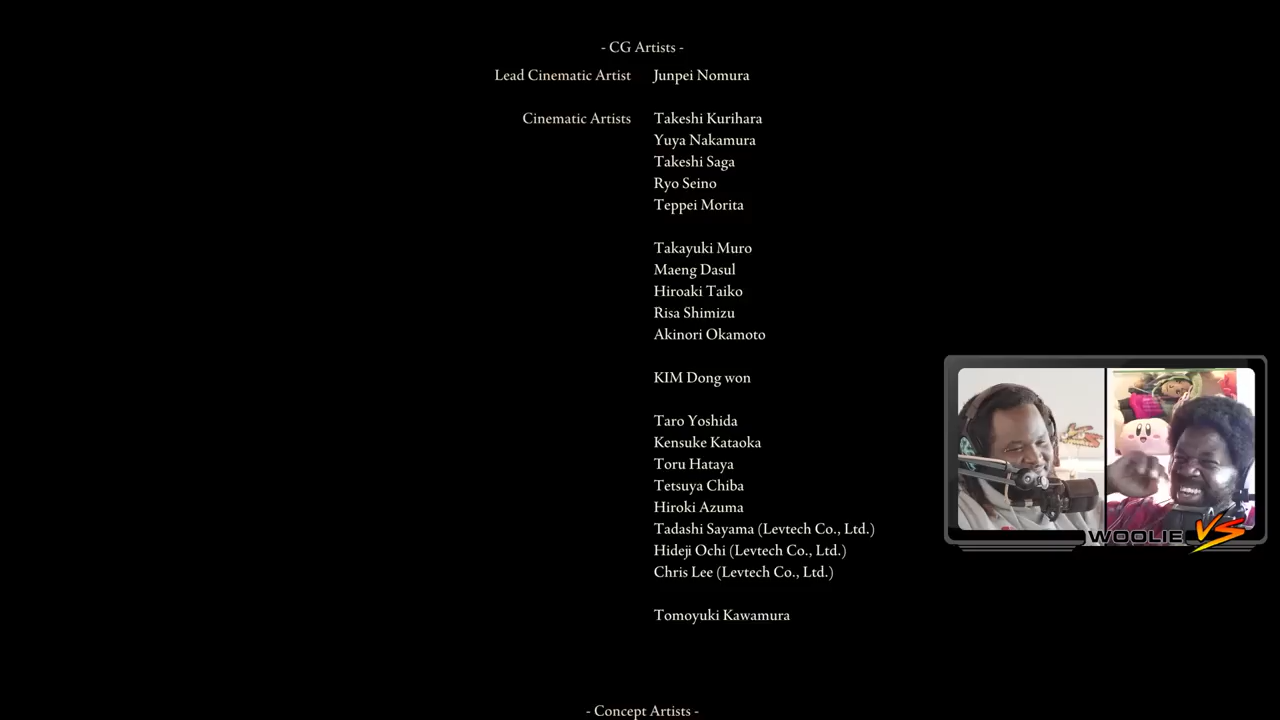 - CG Artists -
Lead Cinematic Artist Junpei Nomura
Cinematic Artists Takeshi Kurihara
Yuya Nakamura
Takeshi Saga
Ryo Seino
Teppei Morita
Takayuki Muro
Maeng Dasul
Hiroaki Taiko
Risa Shimizu
Akinori Okamoto
KIM Dong won
Taro Yoshida
Kensuke Kataoka
Toru Hataya
Tetsuya Chiba
Hiroki Azuma
Tadashi Sayama (Levtech Co., Ltd.)
Hideji Ochi (Levtech Co., Ltd.)
Chris Lee (Levtech Co., Ltd.)
Tomoyuki Kawamura
WOOLIE VS
- Concept Artists -